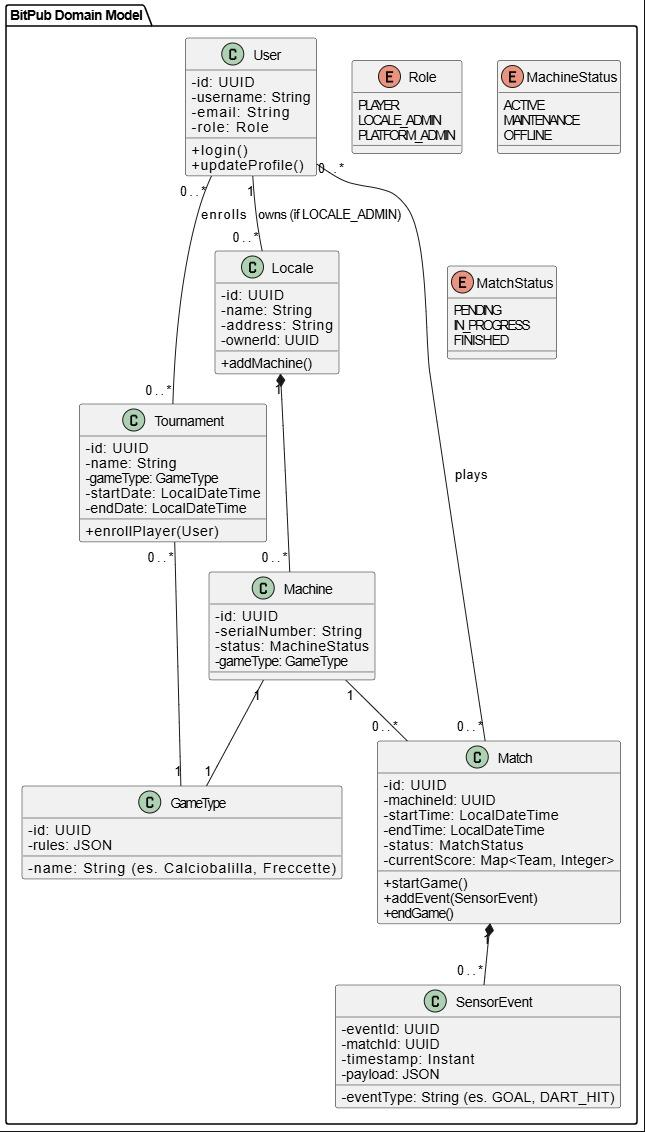 BitPub Domain Model
C User
-id: UUID
-username: String
-email: String
-role: Role
+login()
+updateProfile()
E Role
PLAYER
LOCALE_ADMIN
PLATFORM_ADMIN
E MachineStatus
ACTIVE
MAINTENANCE
OFFLINE
0..*
1
0..*
enrolls
owns (if LOCALE_ADMIN)
0..*
C Locale
-id: UUID
-name: String
-address: String
-ownerId: UUID
+addMachine()
1
E MatchStatus
PENDING
IN_PROGRESS
FINISHED
0..*
C Tournament
-id: UUID
-name: String
-gameType: GameType
-startDate: LocalDateTime
-endDate: LocalDateTime
+enrollPlayer(User)
plays
0..*
0..*
C Machine
-id: UUID
-serialNumber: String
-status: MachineStatus
-gameType: GameType
1
1
0..*
0..*
1
1
C GameType
-id: UUID
-rules: JSON
-name: String (es. Calciobalilla, Freccette)
C Match
-id: UUID
-machineId: UUID
-startTime: LocalDateTime
-endTime: LocalDateTime
-status: MatchStatus
-currentScore: Map<Team, Integer>
+startGame()
+addEvent(SensorEvent)
+endGame()
1
0..*
C SensorEvent
-eventId: UUID
-matchId: UUID
-timestamp: Instant
-payload: JSON
-eventType: String (es. GOAL, DART_HIT)